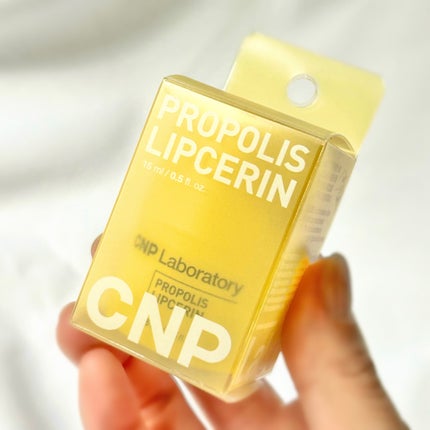 PROPOLIS
LIPCERIN
15 ml / 0.5 fl. oz.
CNP Laboratory
PROPOLIS
LIPCERIN
CNP